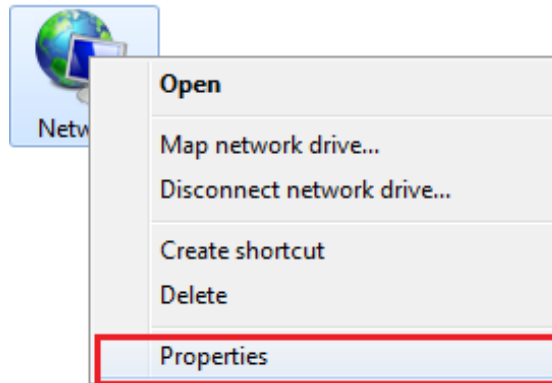 Netw
Open
Map network drive...
Disconnect network drive...
Create shortcut
Delete
Properties